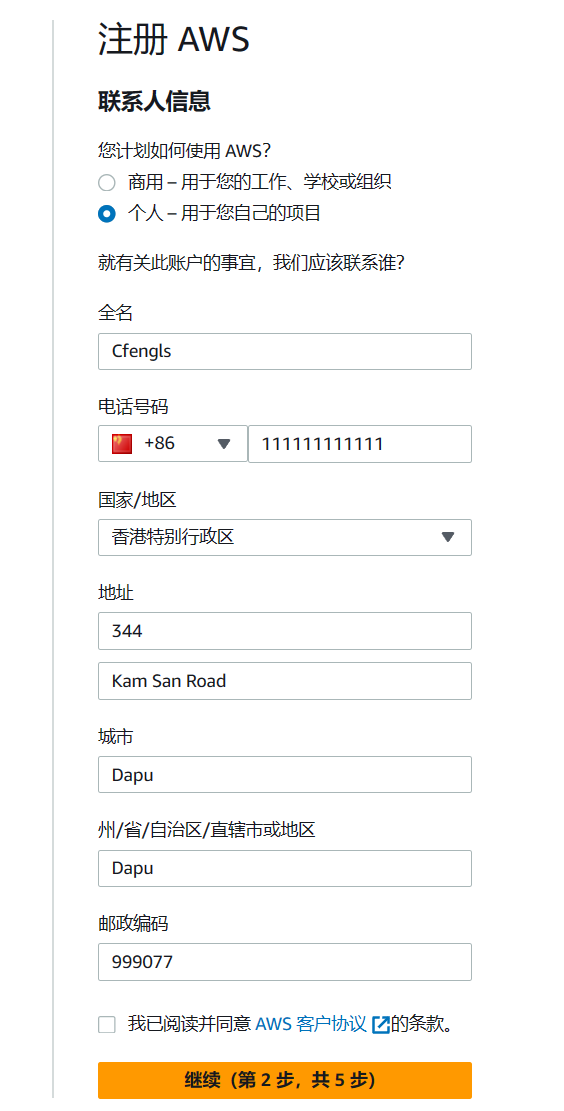 注册 AWS
联系人信息
您计划如何使用 AWS?
商用 – 用于您的工作、学校或组织
个人 – 用于您自己的项目
就有关此账户的事宜，我们应该联系谁?
全名
Cfengls
电话号码
+86 111111111111
国家/地区
香港特别行政区
地址
344
Kam San Road
城市
Dapu
州/省/自治区/直辖市或地区
Dapu
邮政编码
999077
我已阅读并同意 AWS 客户协议 的条款。
继续（第 2 步，共 5 步）